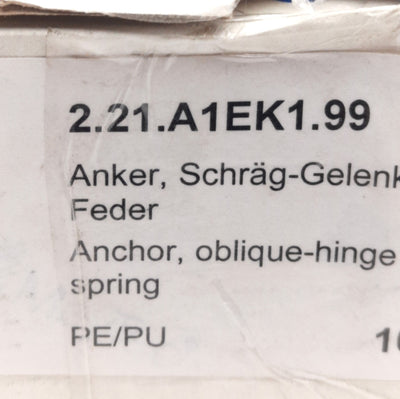 2.21.A1EK1.99
Anker, Schräg-Gelenk
Feder
Anchor, oblique-hinge
spring
PE/PU